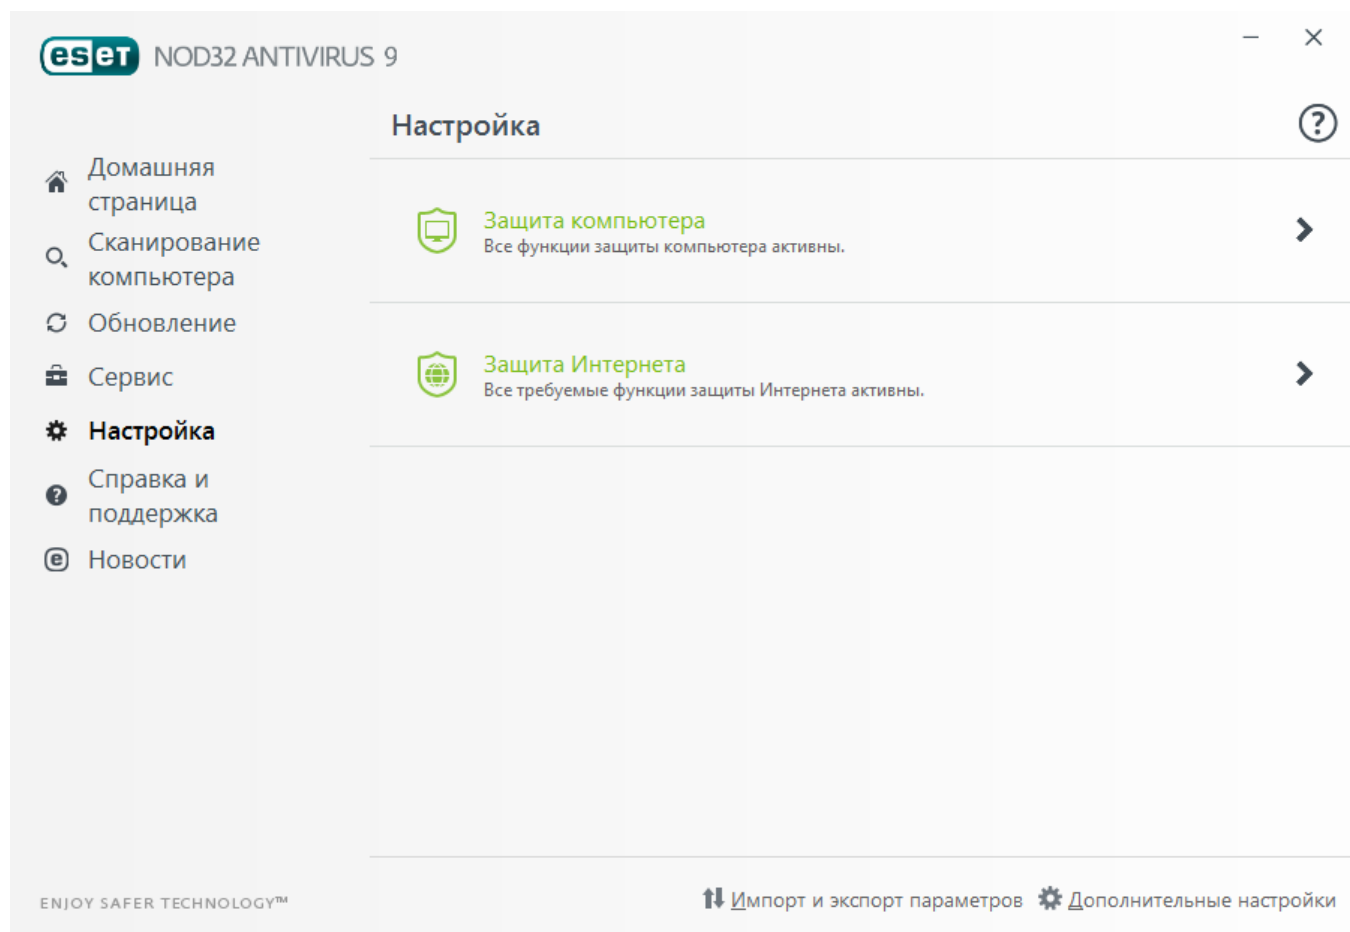 eset NOD32 ANTIVIRUS 9
Настройка
Домашняя
страница
Сканирование
компьютера
Обновление
Сервис
Настройка
Справка и
поддержка
Новости
Защита компьютера
Все функции защиты компьютера активны.
Защита Интернета
Все требуемые функции защиты Интернета активны.
ENJOY SAFER TECHNOLOGY™
Импорт и экспорт параметров Дополнительные настройки